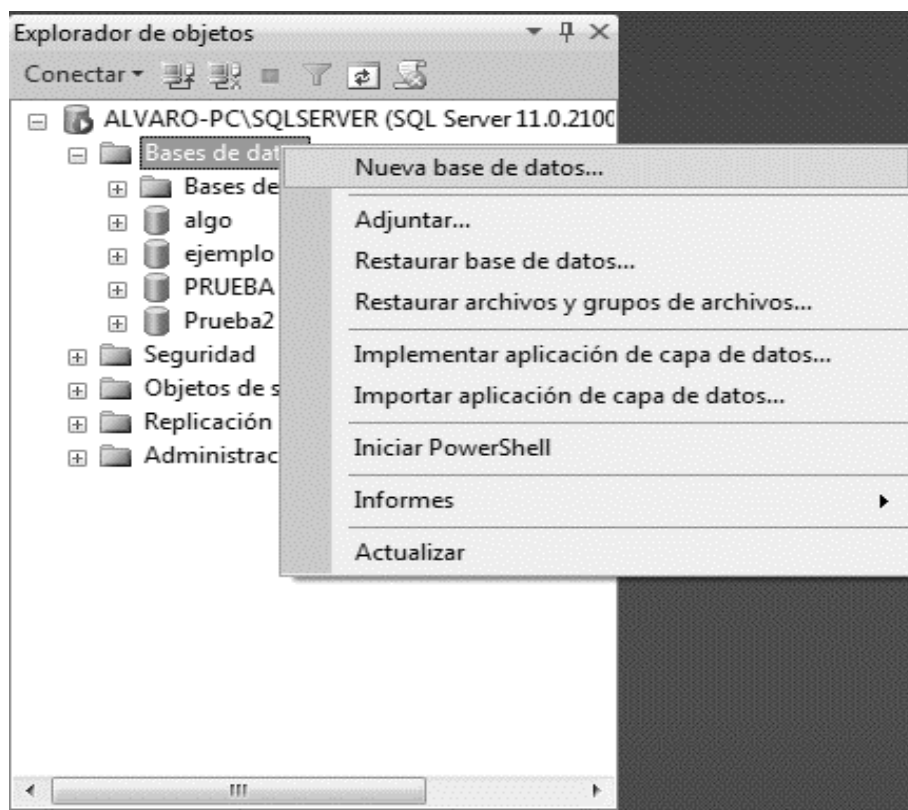 Explorador de objetos
Conectar
ALVARO-PC\SQLSERVER (SQL Server 11.0.2100
Bases de dat
Bases de
algo
ejemplo
PRUEBA
Prueba2
Seguridad
Objetos de s
Replicación
Administrac
Nueva base de datos...
Adjuntar...
Restaurar base de datos...
Restaurar archivos y grupos de archivos...
Implementar aplicación de capa de datos...
Importar aplicación de capa de datos...
Iniciar PowerShell
Informes
Actualizar